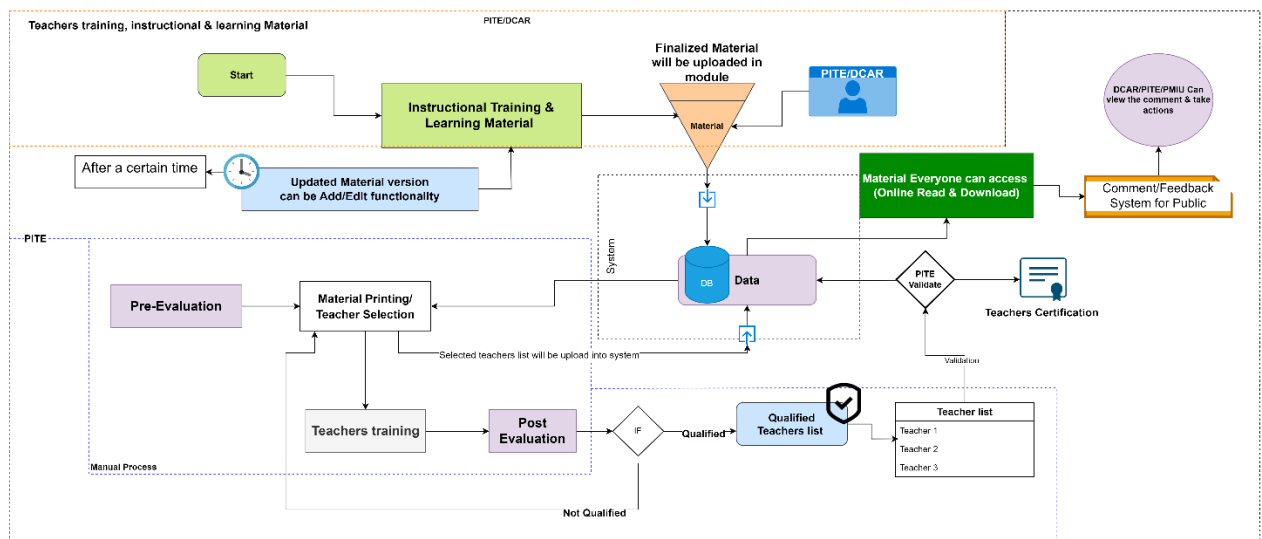 Teachers training, instructional & learning Material
PITE/DCAR
Start
Instructional Training &
Learning Material
Finalized Material
will be uploaded in
module
Material
PITE/DCAR
DCAR/PITE/PMIU Can
view the comment & take
actions
After a certain time
Updated Material version
can be Add/Edit functionality
Material Everyone can access
(Online Read & Download)
Comment/Feedback
System for Public
PITE
System
DB
Data
PITE
Validate
Teachers Certification
Pre-Evaluation
Material Printing/
Teacher Selection
Selected teachers list will be upload into system
Validation
Teachers training
Post
Evaluation
IF
Qualified
Qualified
Teachers list
Teacher list
Teacher 1
Teacher 2
Teacher 3
Manual Process
Not Qualified